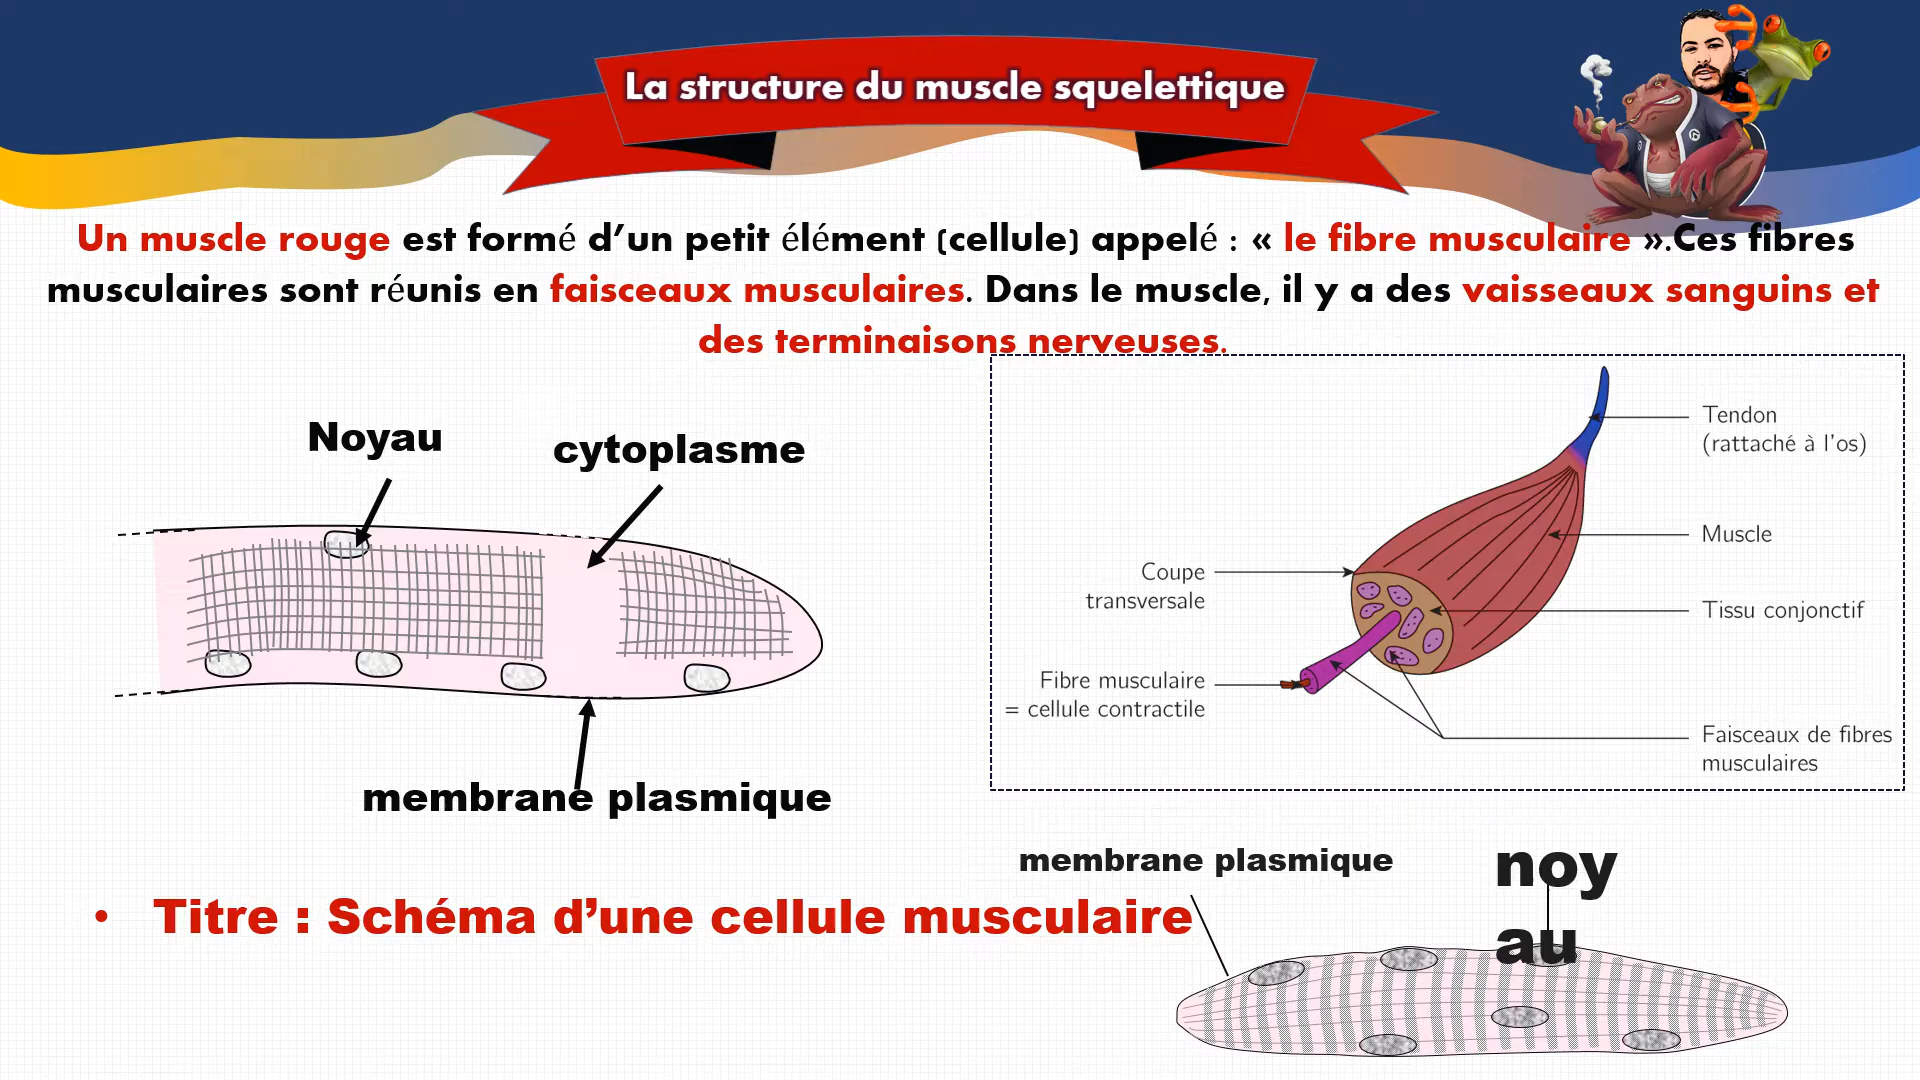 La structure du muscle squelettique
Un muscle rouge est formé d’un petit élément (cellule) appelé : « le fibre musculaire ».Ces fibres
musculaires sont réunis en faisceaux musculaires. Dans le muscle, il y a des vaisseaux sanguins et
des terminaisons nerveuses.
Noyau
cytoplasme
membrane plasmique
Tendon
(rattaché à l'os)
Muscle
Coupe
transversale
Tissu conjonctif
Fibre musculaire
= cellule contractile
Faisceaux de fibres
musculaires
membrane plasmique
noy
au
• Titre : Schéma d’une cellule musculaire